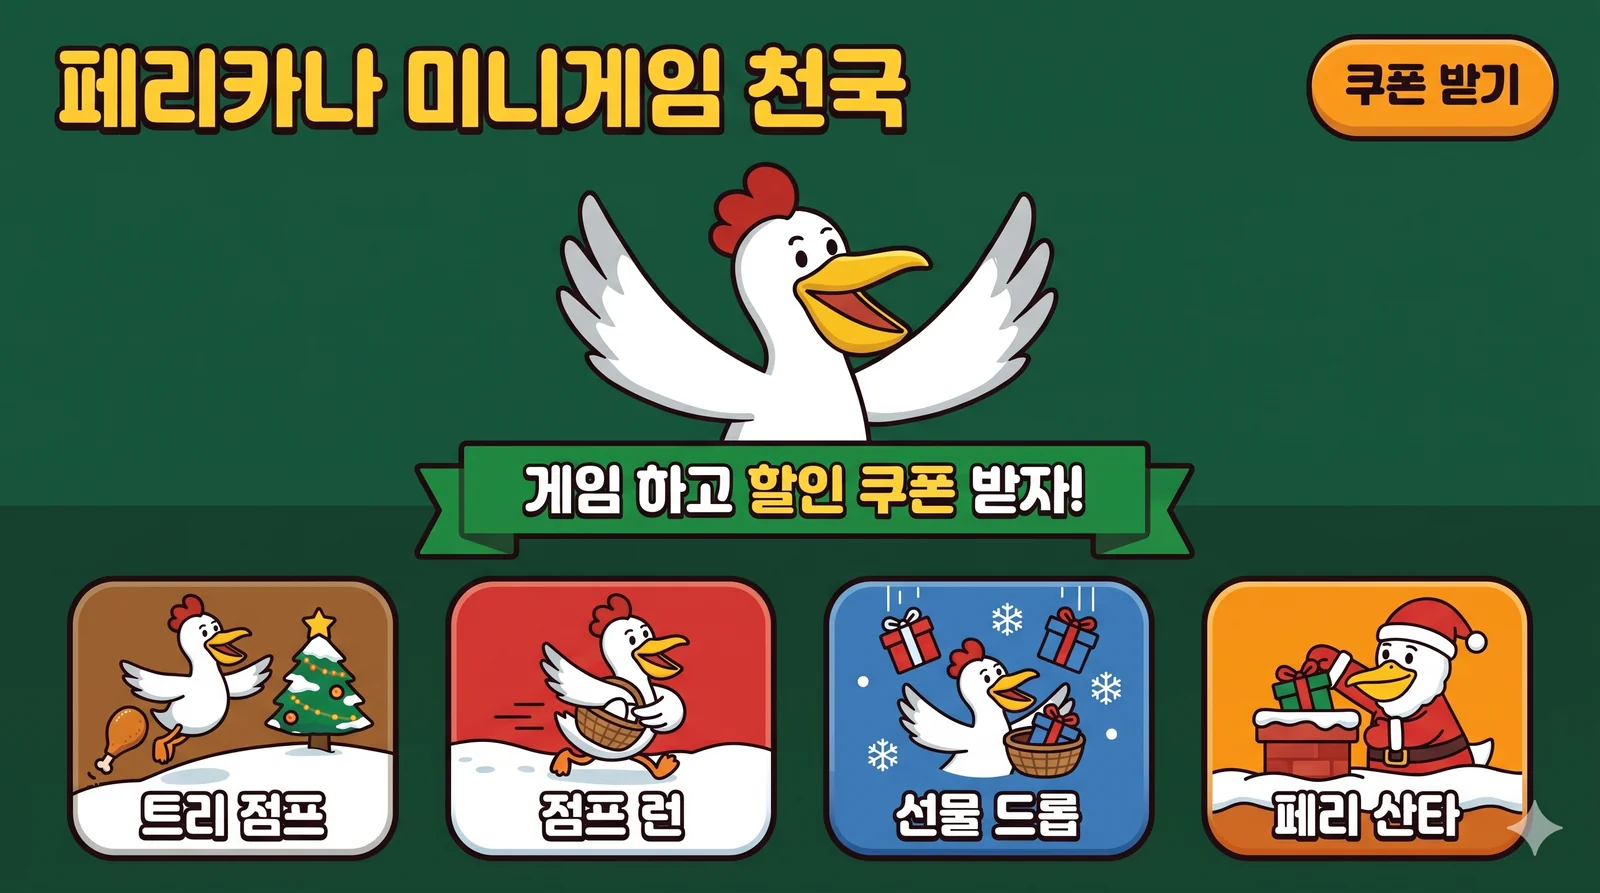 페리카나 미니게임 천국
쿠폰 받기
게임 하고 할인 쿠폰 받자!
트리 점프
점프 런
선물 드롭
페리 산타